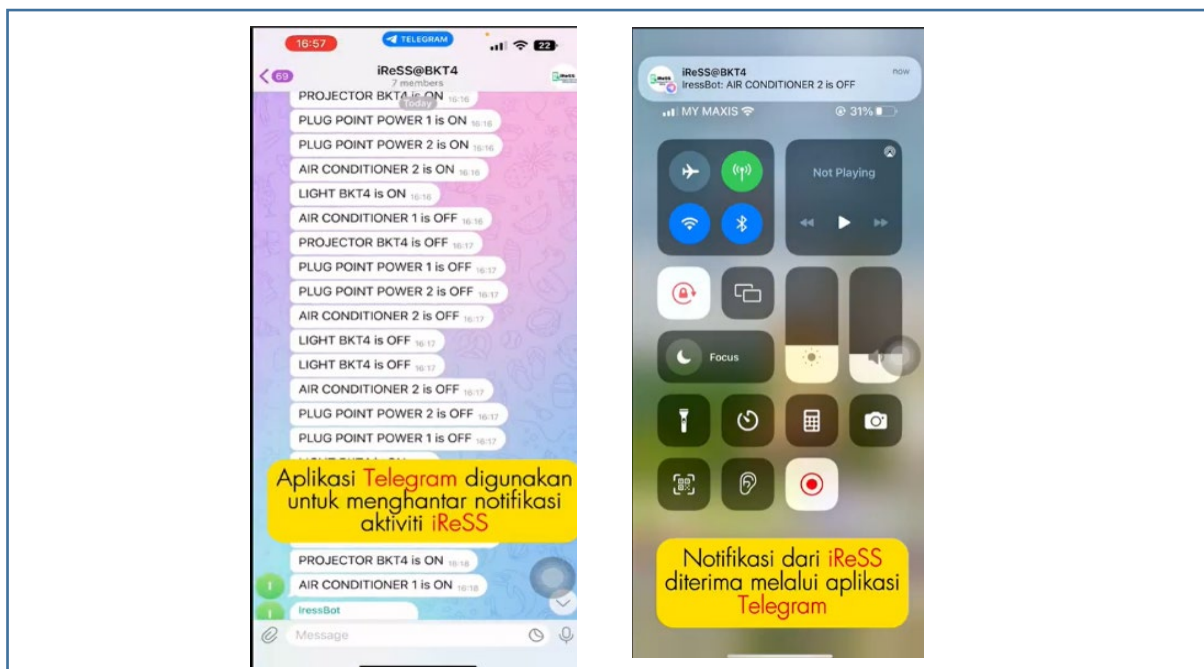 16:57
TELEGRAM
22
69
iReSS@BKT4
7 members
PROJECTOR BKT4 is ON 16:16
Today
PLUG POINT POWER 1 is ON 16:16
PLUG POINT POWER 2 is ON 16:16
AIR CONDITIONER 2 is ON 16:16
LIGHT BKT4 is ON 16:16
AIR CONDITIONER 1 is OFF 16:16
PROJECTOR BKT4 is OFF 16:17
PLUG POINT POWER 1 is OFF 16:17
PLUG POINT POWER 2 is OFF 16:17
AIR CONDITIONER 2 is OFF 16:17
LIGHT BKT4 is OFF 16:17
LIGHT BKT4 is OFF 16:17
AIR CONDITIONER 2 is OFF 16:17
PLUG POINT POWER 2 is OFF 16:17
PLUG POINT POWER 1 is OFF 16:17
Aplikasi Telegram digunakan
untuk menghantar notifikasi
aktiviti iReSS
PROJECTOR BKT4 is ON 16:18
AIR CONDITIONER 1 is ON 16:18
IressBot
Message
iReSS@BKT4
now
IressBot: AIR CONDITIONER 2 is OFF
MY MAXIS
31%
Not Playing
Focus
Notifikasi dari iReSS
diterima melalui aplikasi
Telegram